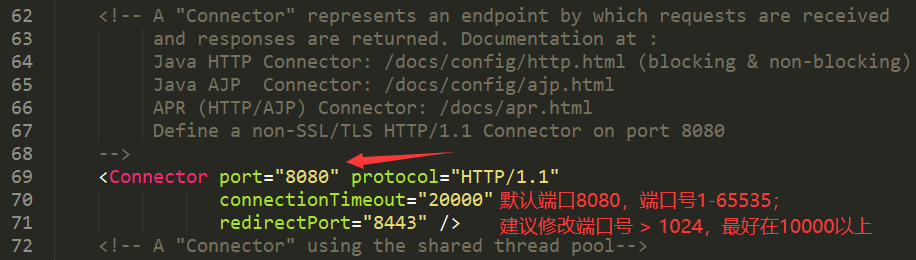 62 <!-- A "Connector" represents an endpoint by which requests are received
63 and responses are returned. Documentation at :
64 Java HTTP Connector: /docs/config/http.html (blocking & non-blocking)
65 Java AJP  Connector: /docs/config/ajp.html
66 APR (HTTP/AJP) Connector: /docs/apr.html
67 Define a non-SSL/TLS HTTP/1.1 Connector on port 8080
68 -->
69 <Connector port="8080" protocol="HTTP/1.1"
70 connectionTimeout="20000" 默认端口8080，端口号1-65535；
71 redirectPort="8443" /> 建议修改端口号 > 1024，最好在10000以上
72 <!-- A "Connector" using the shared thread pool-->